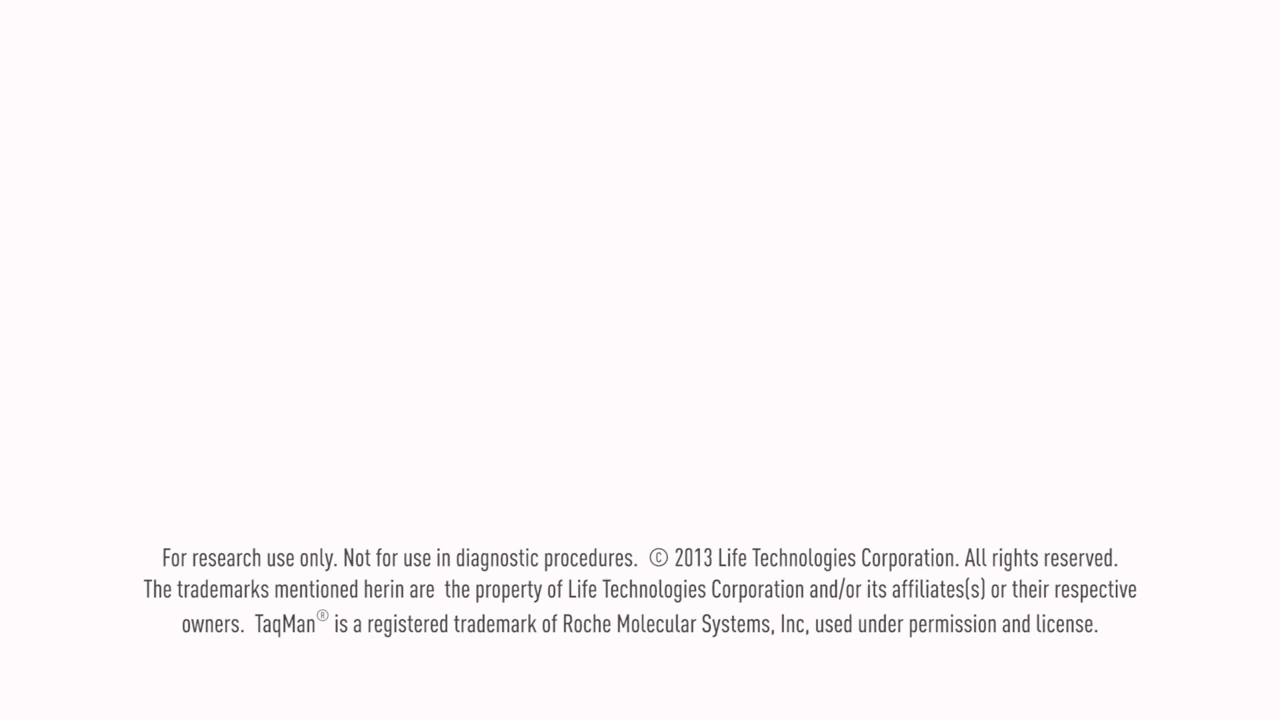 For research use only. Not for use in diagnostic procedures.  © 2013 Life Technologies Corporation. All rights reserved.
The trademarks mentioned herin are  the property of Life Technologies Corporation and/or its affiliates(s) or their respective
owners.  TaqMan® is a registered trademark of Roche Molecular Systems, Inc, used under permission and license.